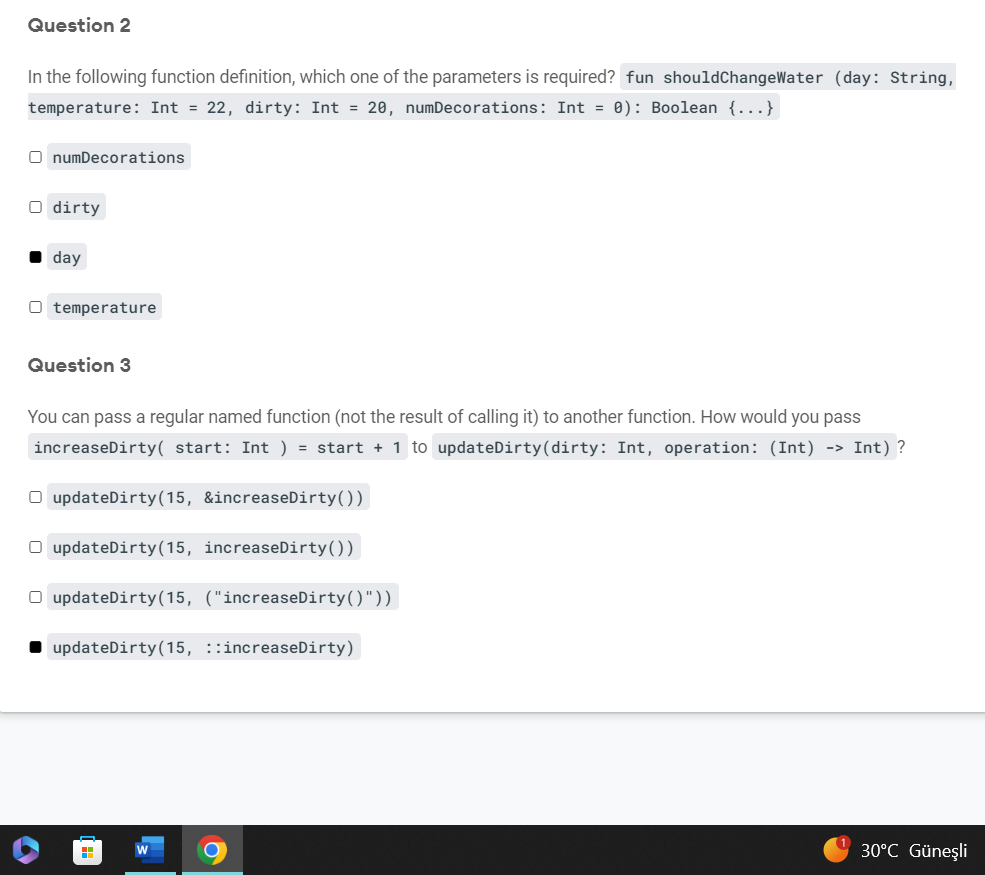 Question 2
In the following function definition, which one of the parameters is required? fun shouldChangeWater (day: String,
temperature: Int = 22, dirty: Int = 20, numDecorations: Int = 0): Boolean {...}
numDecorations
dirty
day
temperature
Question 3
You can pass a regular named function (not the result of calling it) to another function. How would you pass
increaseDirty( start: Int ) = start + 1 to updateDirty(dirty: Int, operation: (Int) -> Int) ?
updateDirty(15, &increaseDirty())
updateDirty(15, increaseDirty())
updateDirty(15, ("increaseDirty()"))
updateDirty(15, ::increaseDirty)
W
1
30°C Güneşli